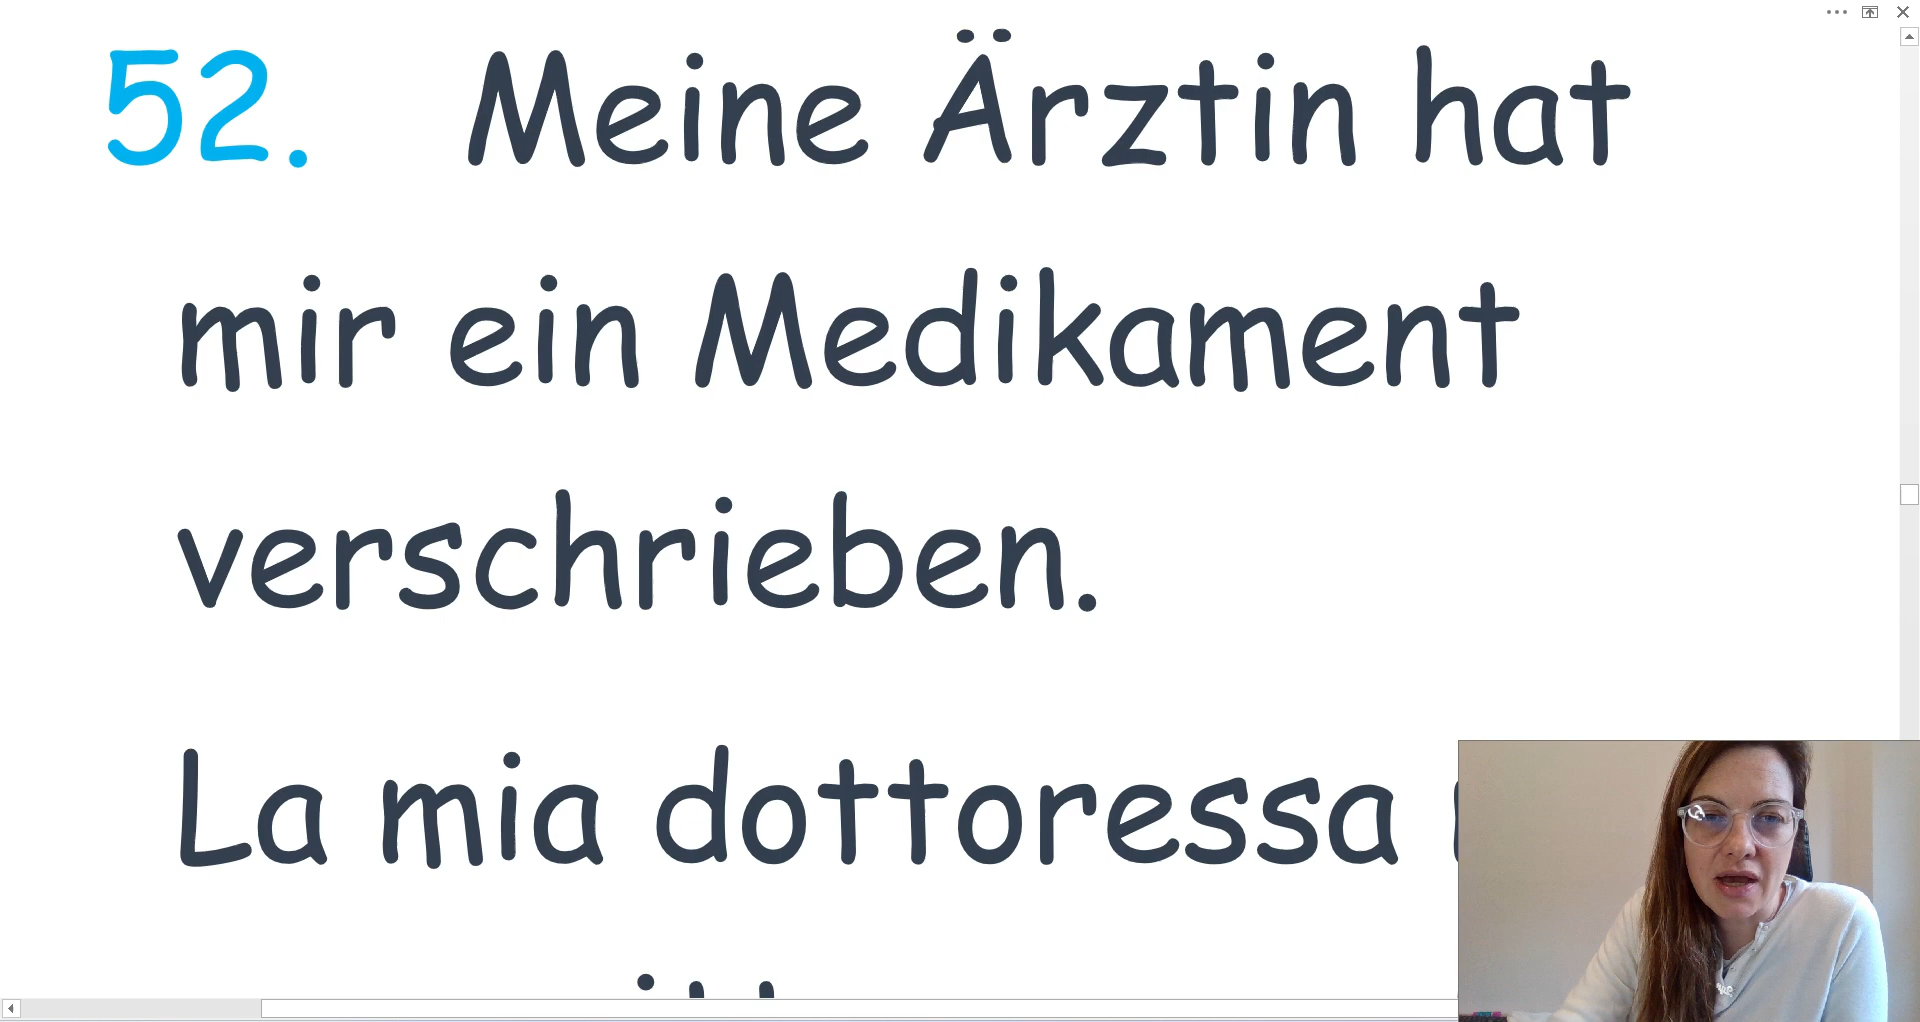 52. Meine Ärztin hat
mir ein Medikament
verschrieben.
La mia dottoressa